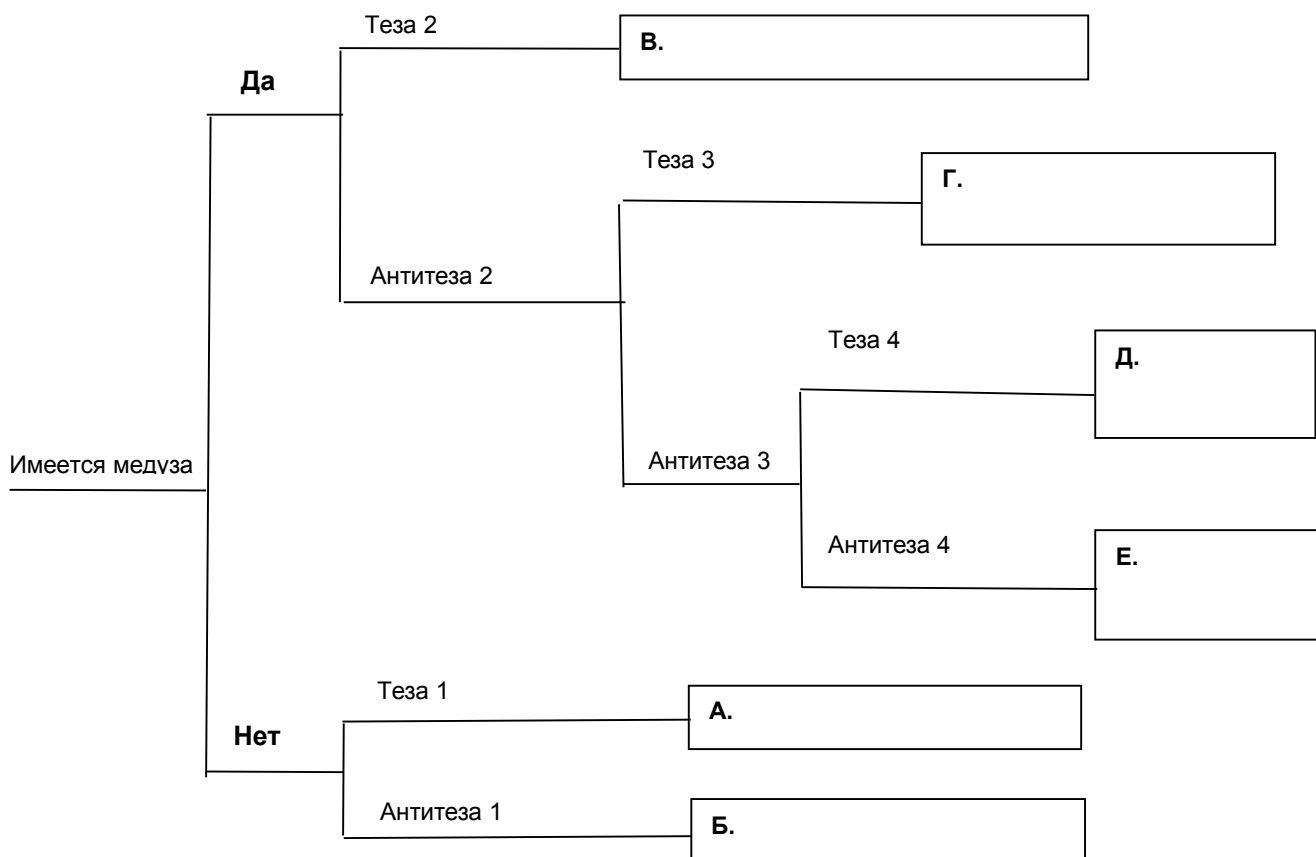 Теза 2
В.
Да
Теза 3
Г.
Антитеза 2
Теза 4
Д.
Антитеза 3
Имеется медуза
Антитеза 4
Е.
Теза 1
А.
Нет
Антитеза 1
Б.